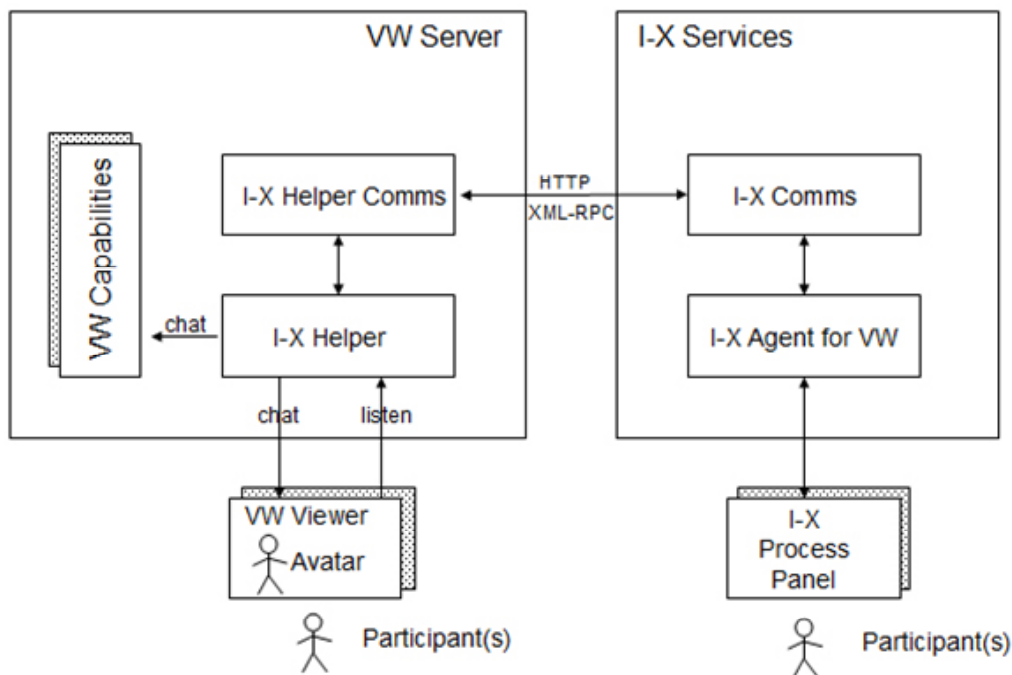 VW Server
I-X Services
VW Capabilities
I-X Helper Comms
HTTP
XML-RPC
I-X Comms
chat
I-X Helper
I-X Agent for VW
chat
listen
VW Viewer
Avatar
I-X
Process
Panel
Participant(s)
Participant(s)